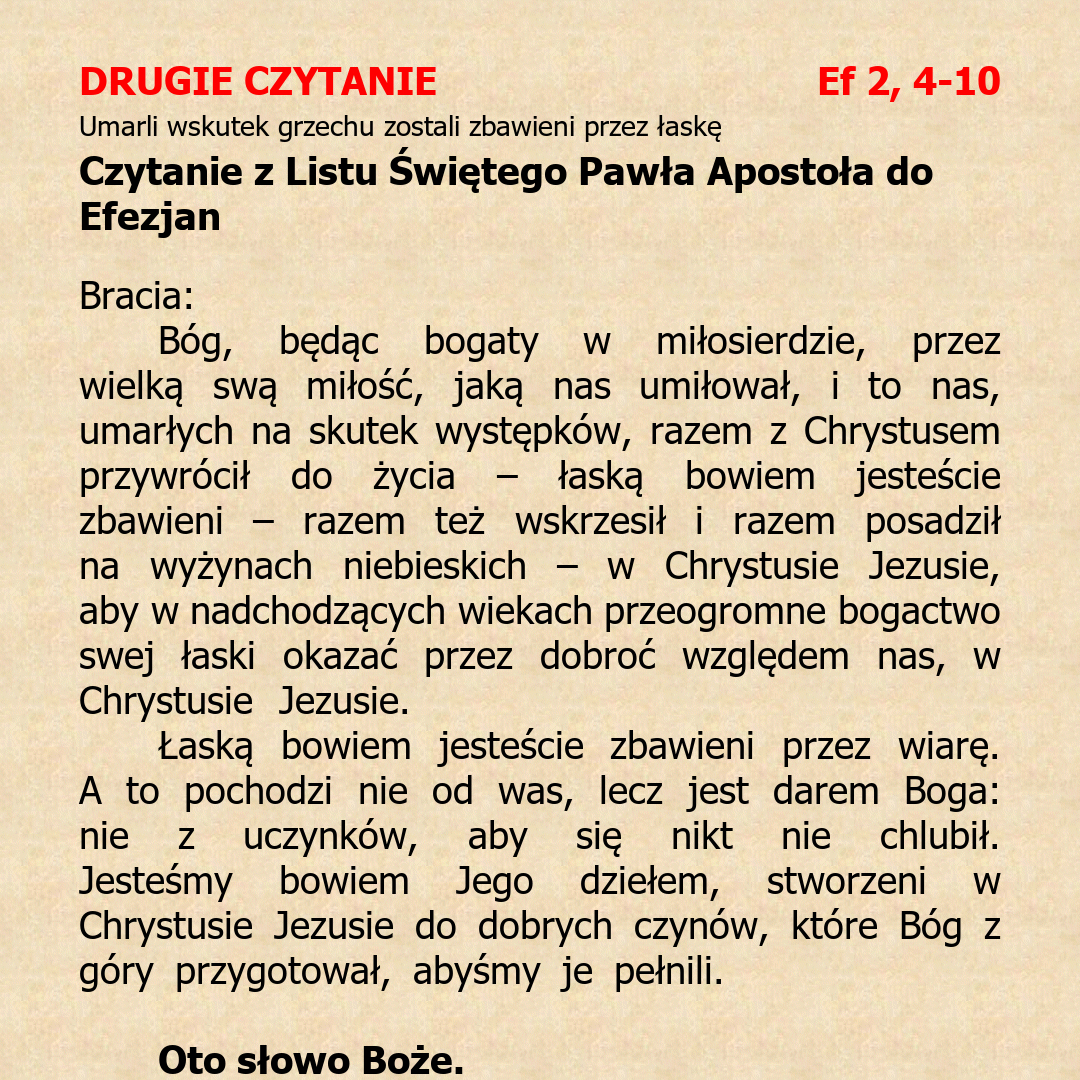 DRUGIE CZYTANIE Ef 2, 4-10
Umarli wskutek grzechu zostali zbawieni przez łaskę
Czytanie z Listu Świętego Pawła Apostoła do
Efezjan
Bracia:
Bóg, będąc bogaty w miłosierdzie, przez
wielką swą miłość, jaką nas umiłował, i to nas,
umarłych na skutek występków, razem z Chrystusem
przywrócił do życia – łaską bowiem jesteście
zbawieni – razem też wskrzesił i razem posadził
na wyżynach niebieskich – w Chrystusie Jezusie,
aby w nadchodzących wiekach przeogromne bogactwo
swej łaski okazać przez dobroć względem nas, w
Chrystusie Jezusie.
Łaską bowiem jesteście zbawieni przez wiarę.
A to pochodzi nie od was, lecz jest darem Boga:
nie z uczynków, aby się nikt nie chlubił.
Jesteśmy bowiem Jego dziełem, stworzeni w
Chrystusie Jezusie do dobrych czynów, które Bóg z
góry przygotował, abyśmy je pełnili.
Oto słowo Boże.